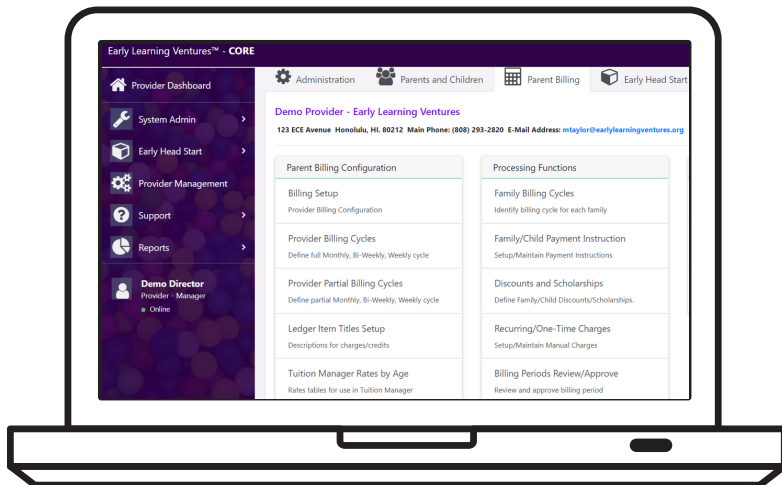 Early Learning Ventures™ - CORE
Provider Dashboard
System Admin
Early Head Start
Provider Management
Support
Reports
Demo Director
Provider - Manager
Online
Administration
Parents and Children
Parent Billing
Early Head Start
Demo Provider - Early Learning Ventures
123 ECE Avenue Honolulu, HI. 80212 Main Phone: (808) 293-2820 E-Mail Address: mtaylor@earlylearningventures.org
Parent Billing Configuration
Billing Setup
Provider Billing Configuration
Provider Billing Cycles
Define full Monthly, Bi-Weekly, Weekly cycle
Provider Partial Billing Cycles
Define partial Monthly, Bi-Weekly, Weekly cycle
Ledger Item Titles Setup
Descriptions for charges/credits
Tuition Manager Rates by Age
Rates tables for use in Tuition Manager
Processing Functions
Family Billing Cycles
Identify billing cycle for each family
Family/Child Payment Instruction
Setup/Maintain Payment Instructions
Discounts and Scholarships
Define Family/Child Discounts/Scholarships.
Recurring/One-Time Charges
Setup/Maintain Manual Charges
Billing Periods Review/Approve
Review and approve billing period